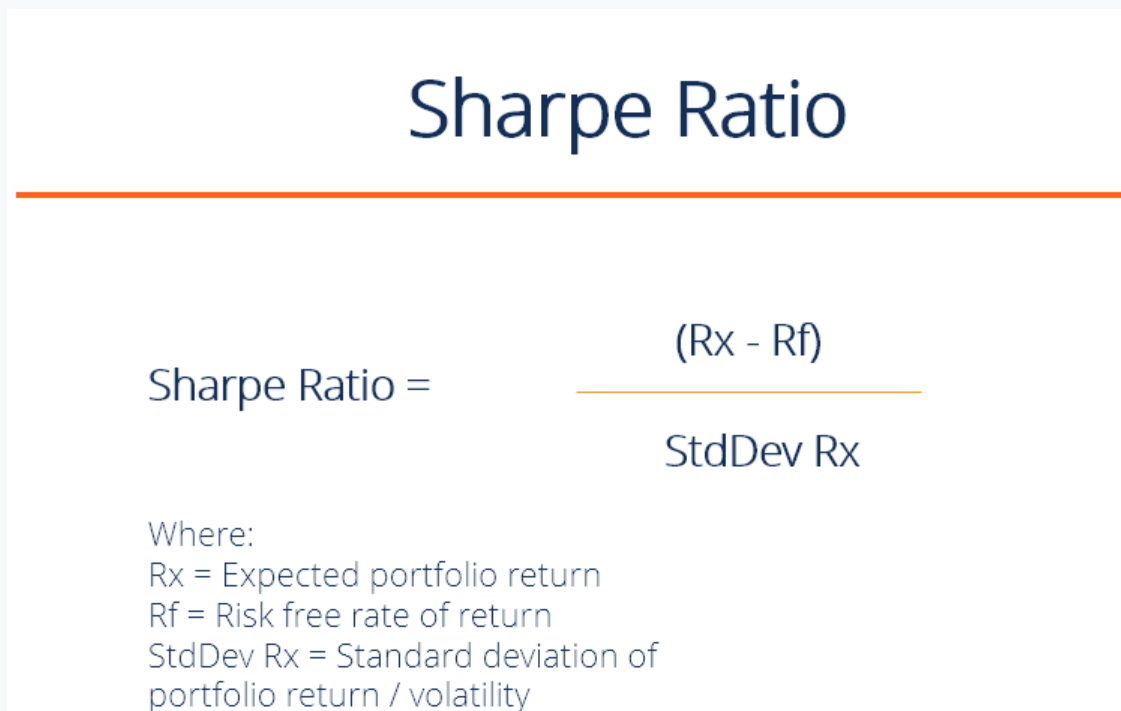 Sharpe Ratio
Sharpe Ratio =
(Rx - Rf)
StdDev Rx
Where:
Rx = Expected portfolio return
Rf = Risk free rate of return
StdDev Rx = Standard deviation of
portfolio return / volatility